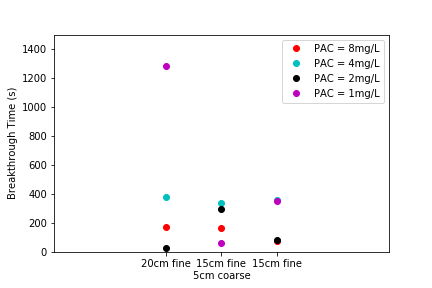 1400
1200
1000
800
600
400
200
0
Breakthrough Time (s)
PAC = 8mg/L
PAC = 4mg/L
PAC = 2mg/L
PAC = 1mg/L
20cm fine 15cm fine 15cm fine
5cm coarse